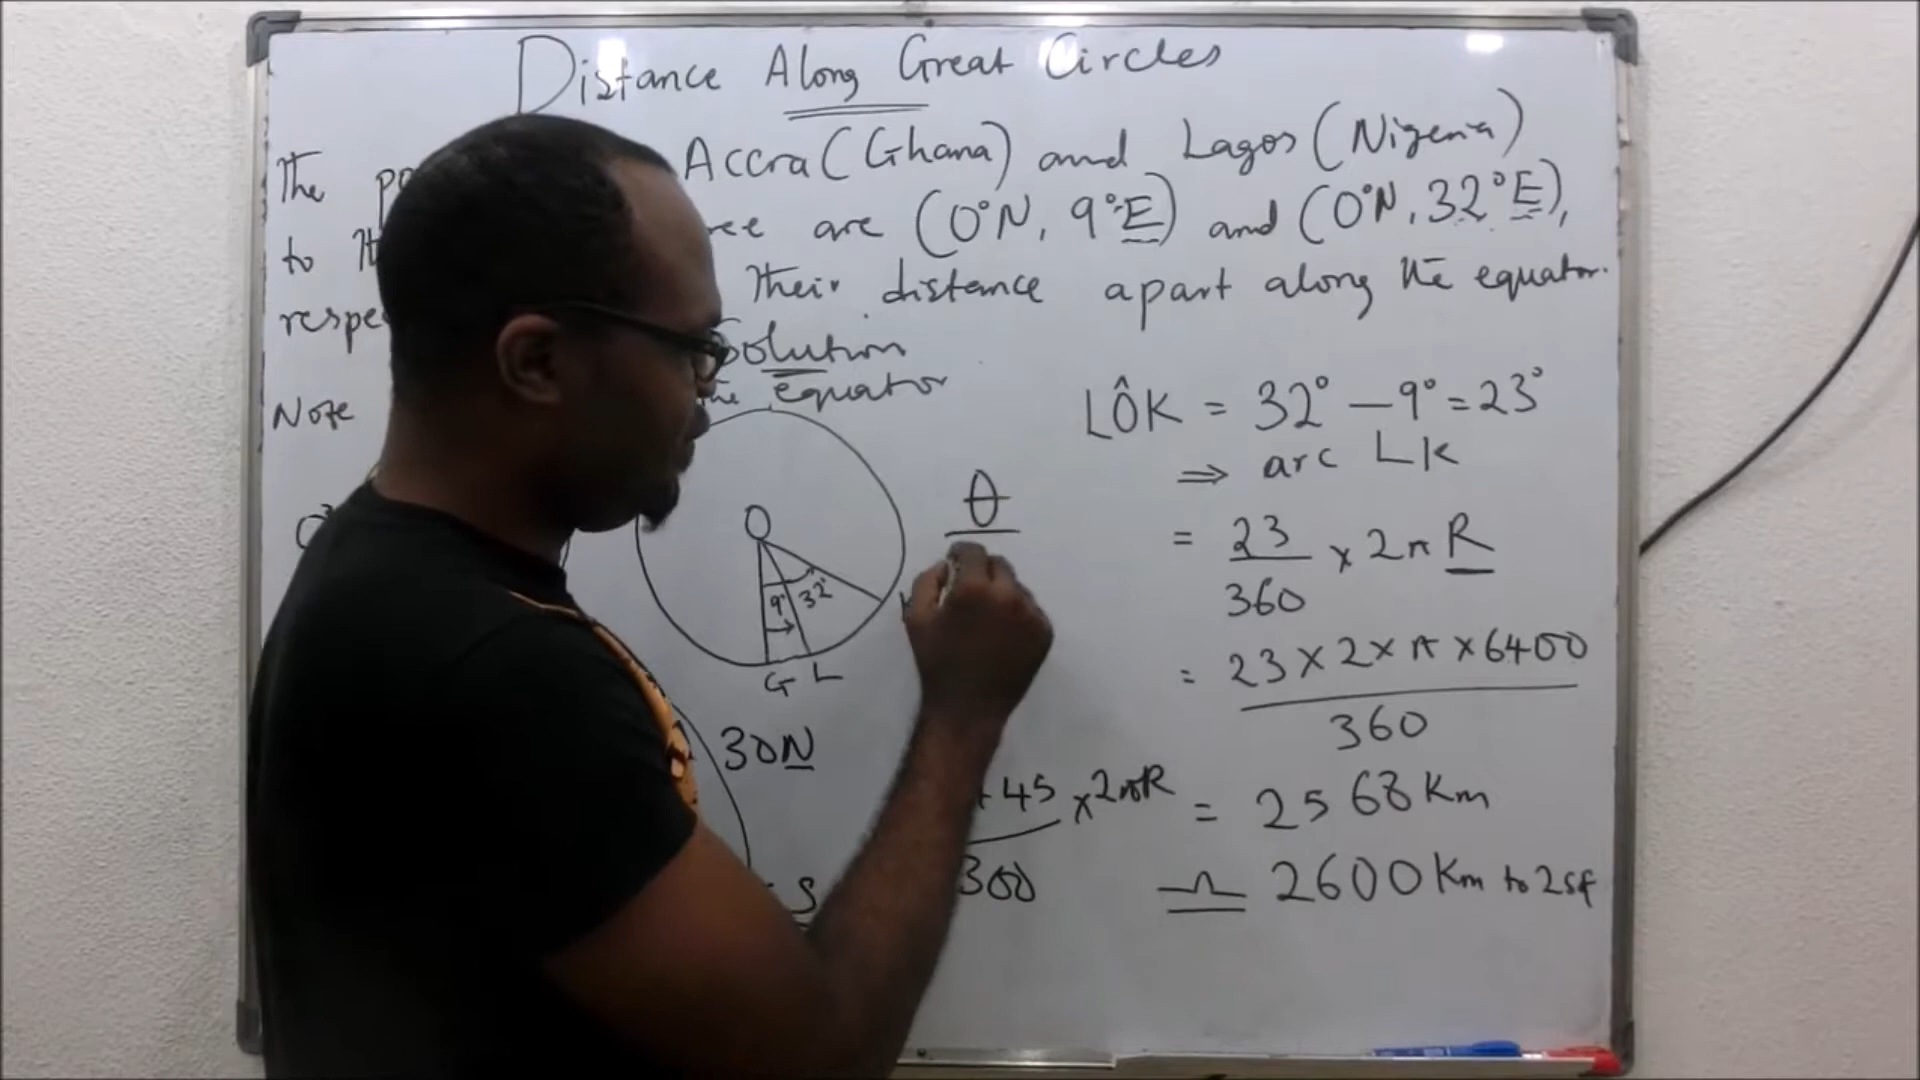 Distance Along Great Circles
The Accra (Ghana) and Lagos (Nigeria)
to are (0°N, 9°E) and (0°N, 32°E),
their distance apart along the equator.
Solution
Note the equator
LÔK = 32° - 9° = 23°
⇒ arc LK
= 23/360 × 2π R
= 23 × 2 × π × 6400 / 360
= 2568 Km
≏ 2600 Km to 2sf
θ
O
9° 32°
G L
30N
+ 45 × 2πR
360
S